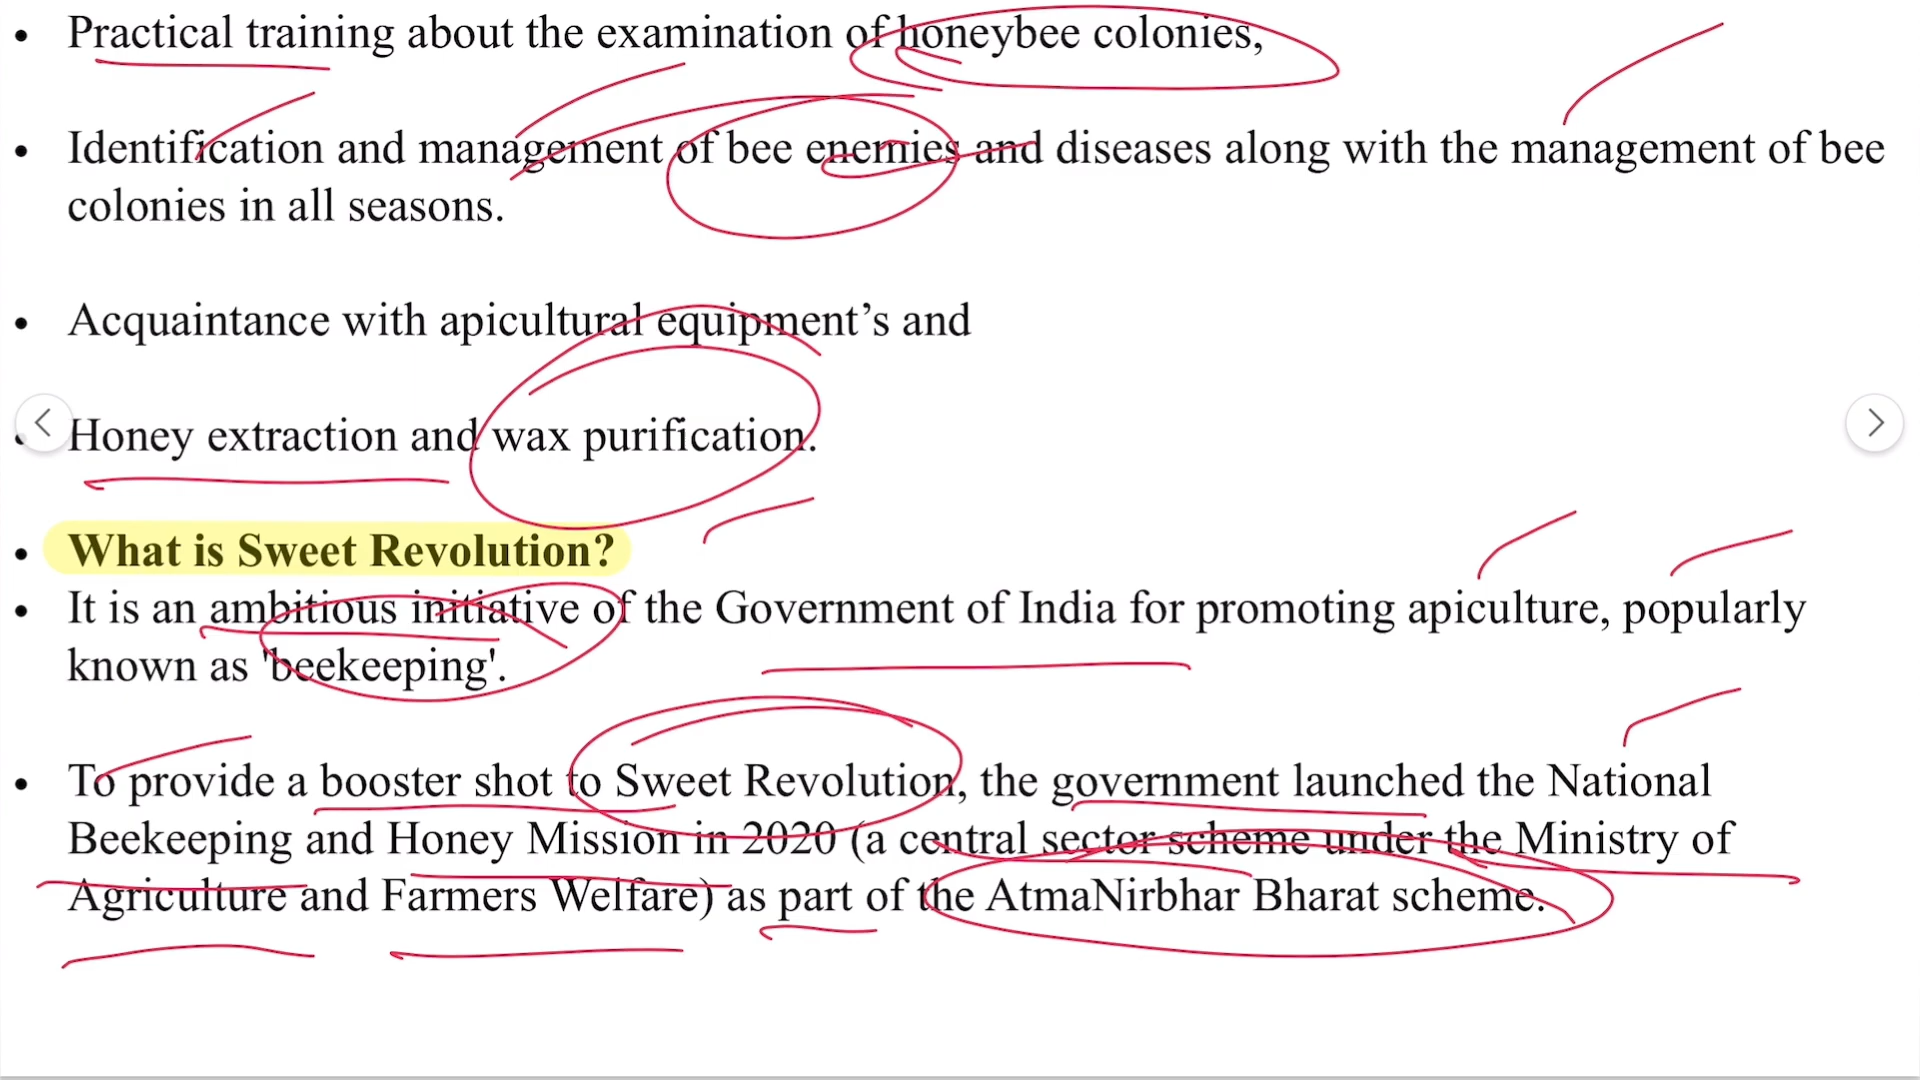 • Practical training about the examination of honeybee colonies,
• Identification and management of bee enemies and diseases along with the management of bee
colonies in all seasons.
• Acquaintance with apicultural equipment’s and
• Honey extraction and wax purification.
• What is Sweet Revolution?
• It is an ambitious initiative of the Government of India for promoting apiculture, popularly
known as 'beekeeping'.
• To provide a booster shot to Sweet Revolution, the government launched the National
Beekeeping and Honey Mission in 2020 (a central sector scheme under the Ministry of
Agriculture and Farmers Welfare) as part of the AtmaNirbhar Bharat scheme.